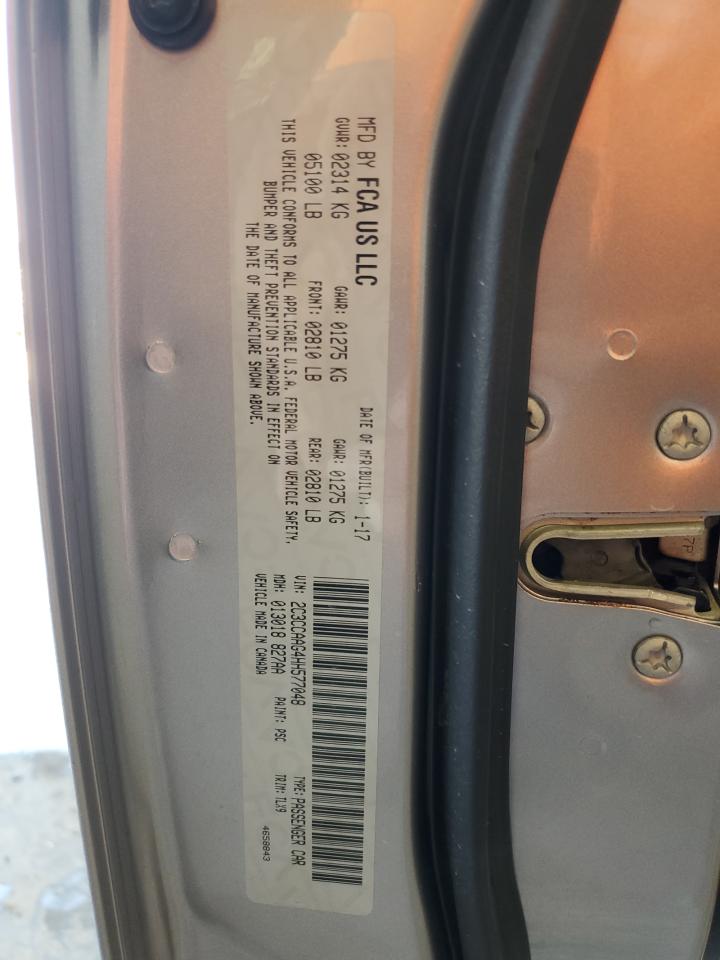 MFD BY FCA US LLC
DATE OF MFR(BUILT): 1-17
GVWR: 02314 KG
GAWR: 01275 KG
GAWR: 01275 KG
05100 LB
FRONT: 02810 LB
REAR: 02810 LB
THIS VEHICLE CONFORMS TO ALL APPLICABLE U.S.A. FEDERAL MOTOR VEHICLE SAFETY,
BUMPER AND THEFT PREVENTION STANDARDS IN EFFECT ON
THE DATE OF MANUFACTURE SHOWN ABOVE.
VIN: 2C3CCAAG4HH577048
TYPE: PASSENGER CAR
MDH: 013018 827AA
PAINT: PSC
TRIM: TLX9
VEHICLE MADE IN CANADA
4658843
7P